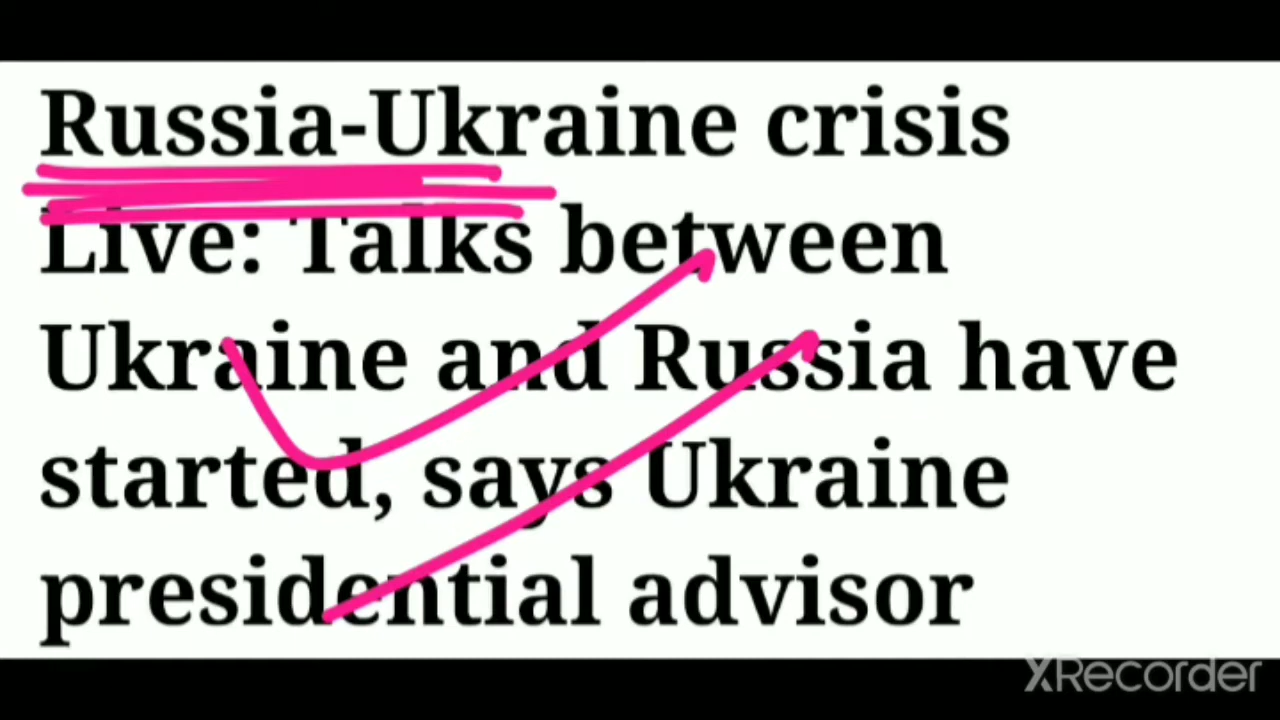 Russia-Ukraine crisis
Live: Talks between
Ukraine and Russia have
started, says Ukraine
presidential advisor
XRecorder